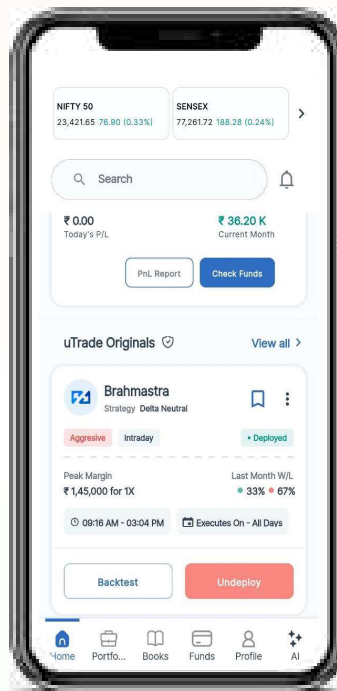 NIFTY 50
23,421.65 76.90 (0.33%)
SENSEX
77,261.72 188.28 (0.24%)
Search
₹ 0.00
Today's P/L
₹ 36.20 K
Current Month
PnL Report
Check Funds
uTrade Originals
View all
Brahmastra
Strategy Delta Neutral
Aggresive
Intraday
• Deployed
Peak Margin
₹ 1,45,000 for 1X
Last Month W/L
33% 67%
09:16 AM - 03:04 PM
Executes On - All Days
Backtest
Undeploy
Home
Portfo...
Books
Funds
Profile
AI